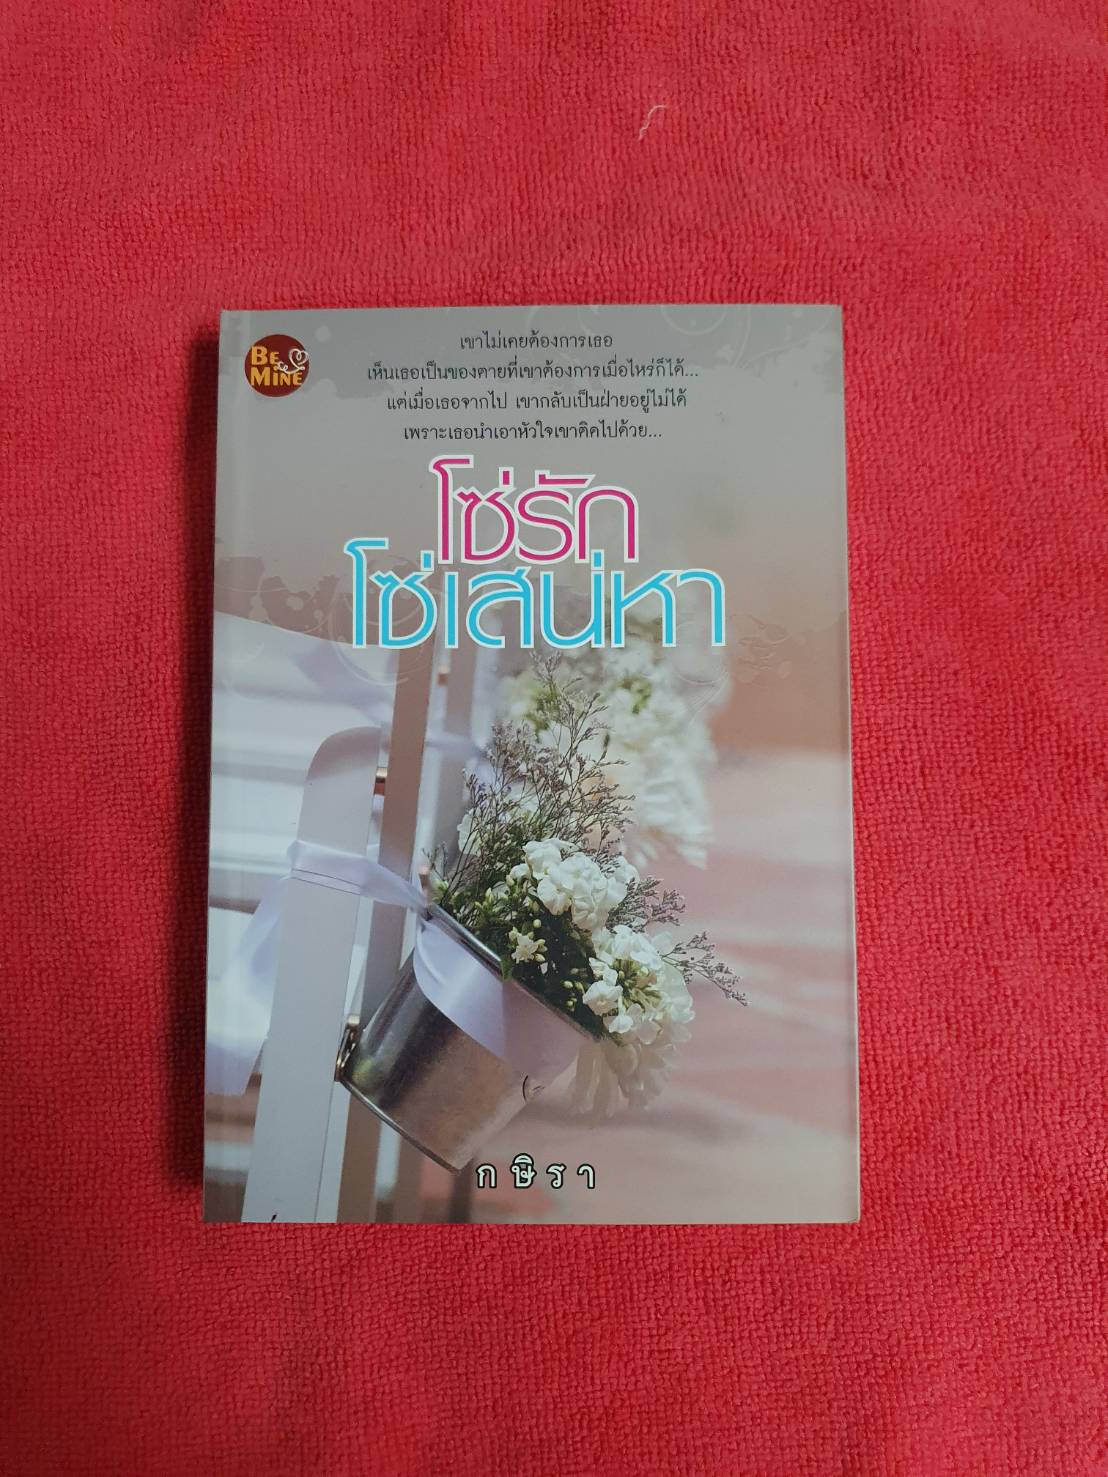 BE
MINE
เขาไม่เคยต้องการเธอ
เห็นเธอเป็นของตายที่เขาต้องการเมื่อไหร่ก็ได้...
แต่เมื่อเธอจากไป เขากลับเป็นฝ่ายอยู่ไม่ได้
เพราะเธอนำเอาหัวใจเขาติดไปด้วย...
โซ่รัก
โซ่เสน่หา
กษิรา